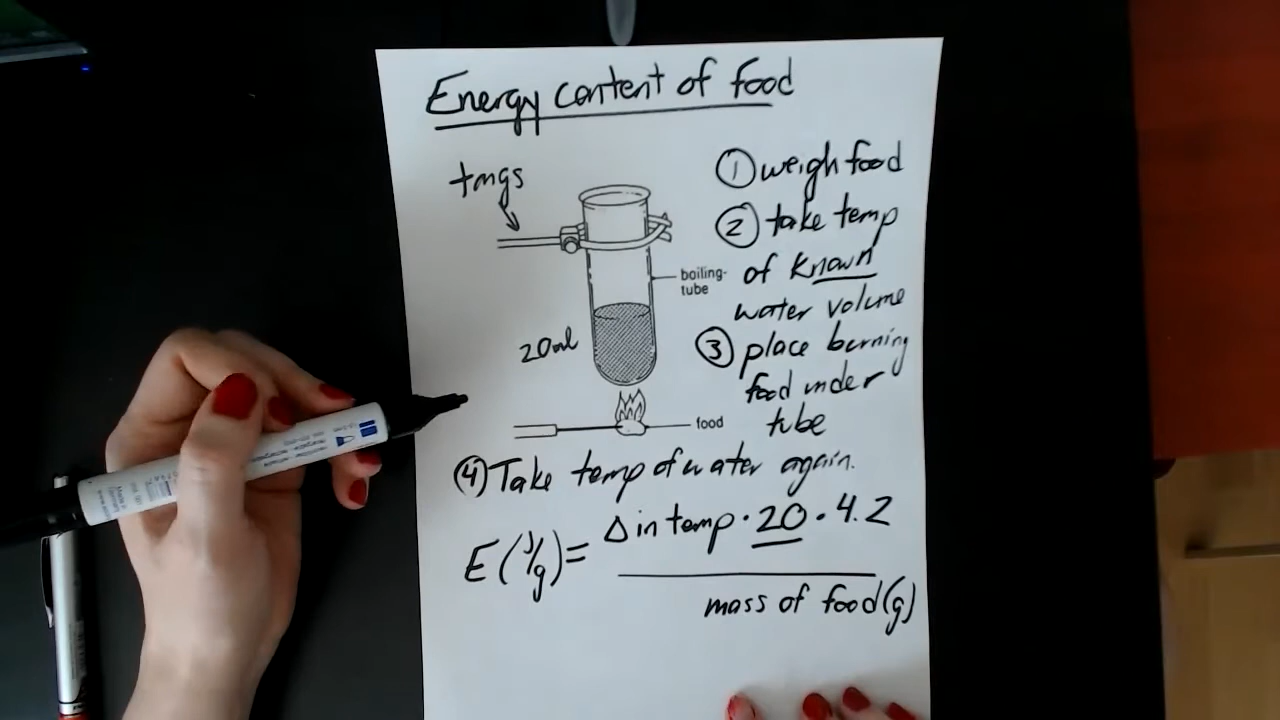 Energy content of food
tongs
① weigh food
② take temp
of known
water volume
boiling-
tube
20ml
③ place burning
food under
tube
food
④ Take temp of water again.
E (J/g) = Δ in temp · 20 · 4.2
mass of food (g)